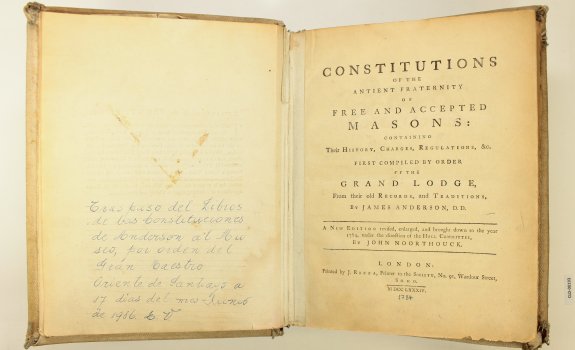 Traspaso del Libros
de las Constituciones
de Anderson al Mu
seo, por orden del
Gran Maestro
Oriente de Santiago a
17 dias del mes Junio
de 1986. E. V
CONSTITUTIONS
OF THE
ANTIENT FRATERNITY
OF
FREE AND ACCEPTED
MASONS:
CONTAINING
Their HISTORY, CHARGES, REGULATIONS, &c.
FIRST COMPILED BY ORDER
OF THE
GRAND LODGE,
From their old RECORDS, and TRADITIONS,
BY JAMES ANDERSON, D.D.
A NEW EDITION revised, enlarged, and brought down to the year
1784, under the direction of the HALL COMMITTEE,
BY JOHN NOORTHOUCK.
LONDON:
Printed by J. ROZEA, Printer to the SOCIETY, No. 91, Wardour Street,
SOHO.
M DCC LXXXIV.
1784